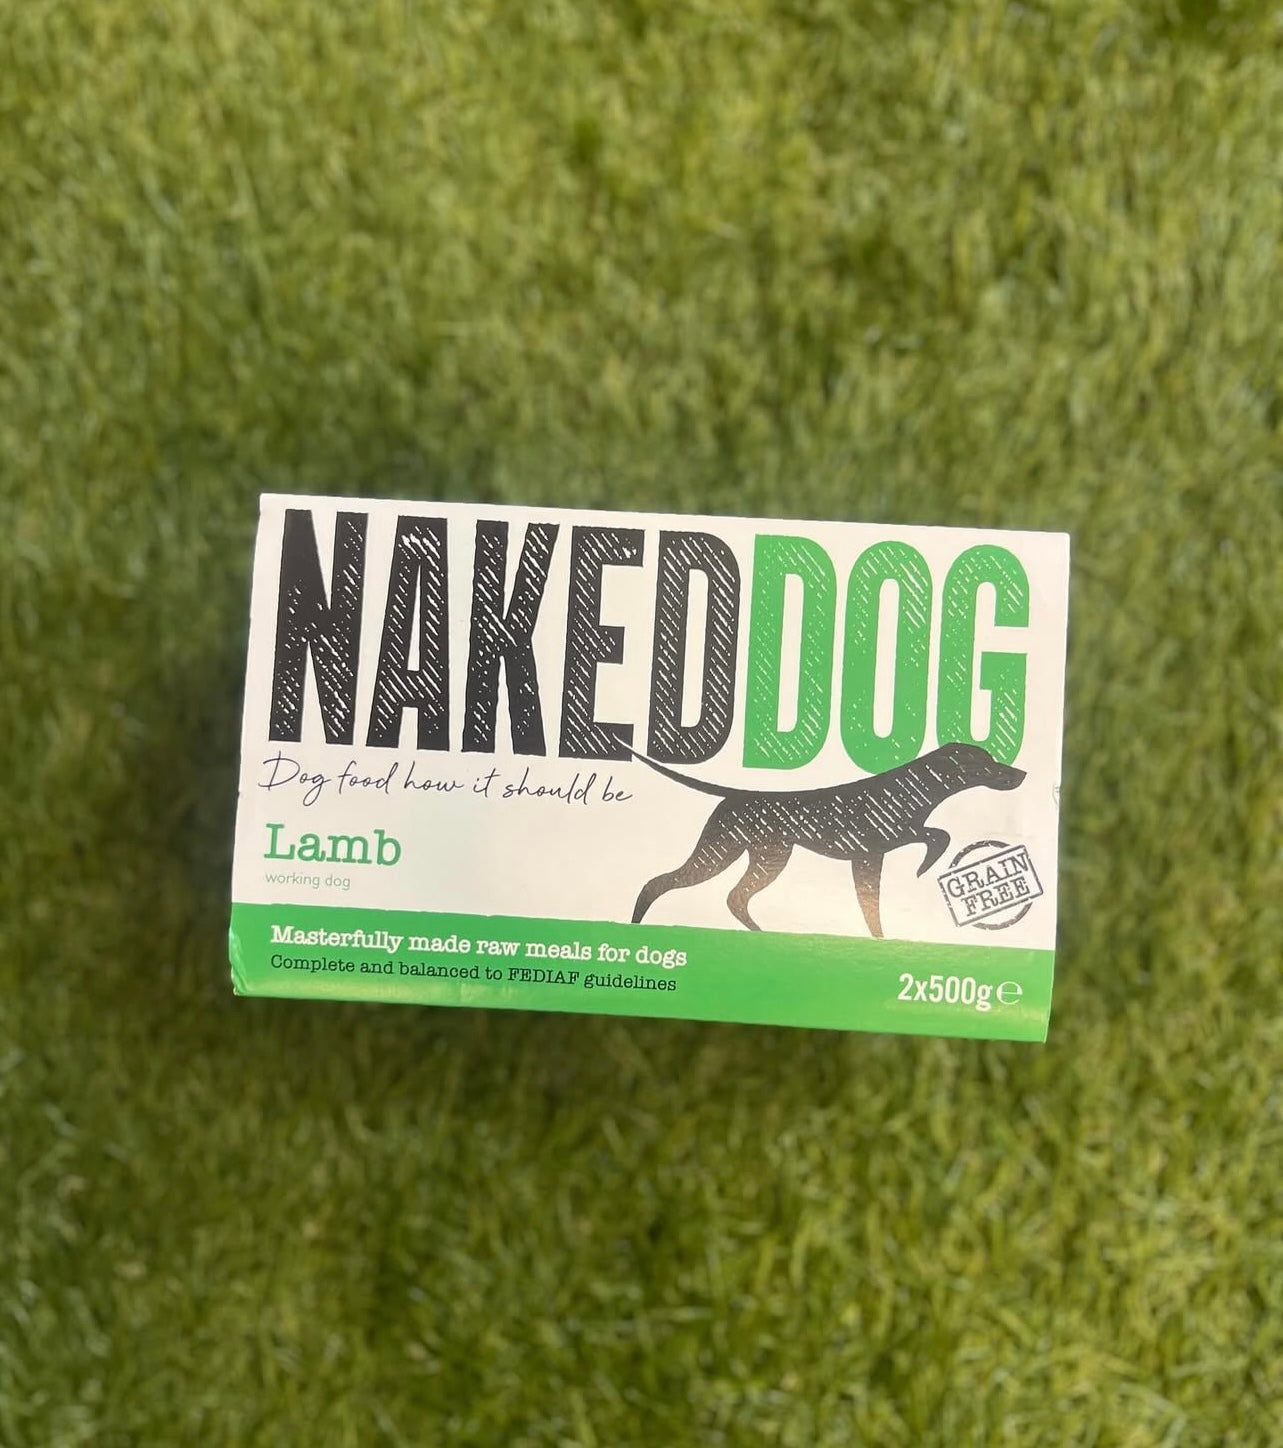 NAKEDDOG
Dog food how it should be
Lamb
working dog
GRAIN
FREE
Masterfully made raw meals for dogs
Complete and balanced to FEDIAF guidelines
2x500g℮